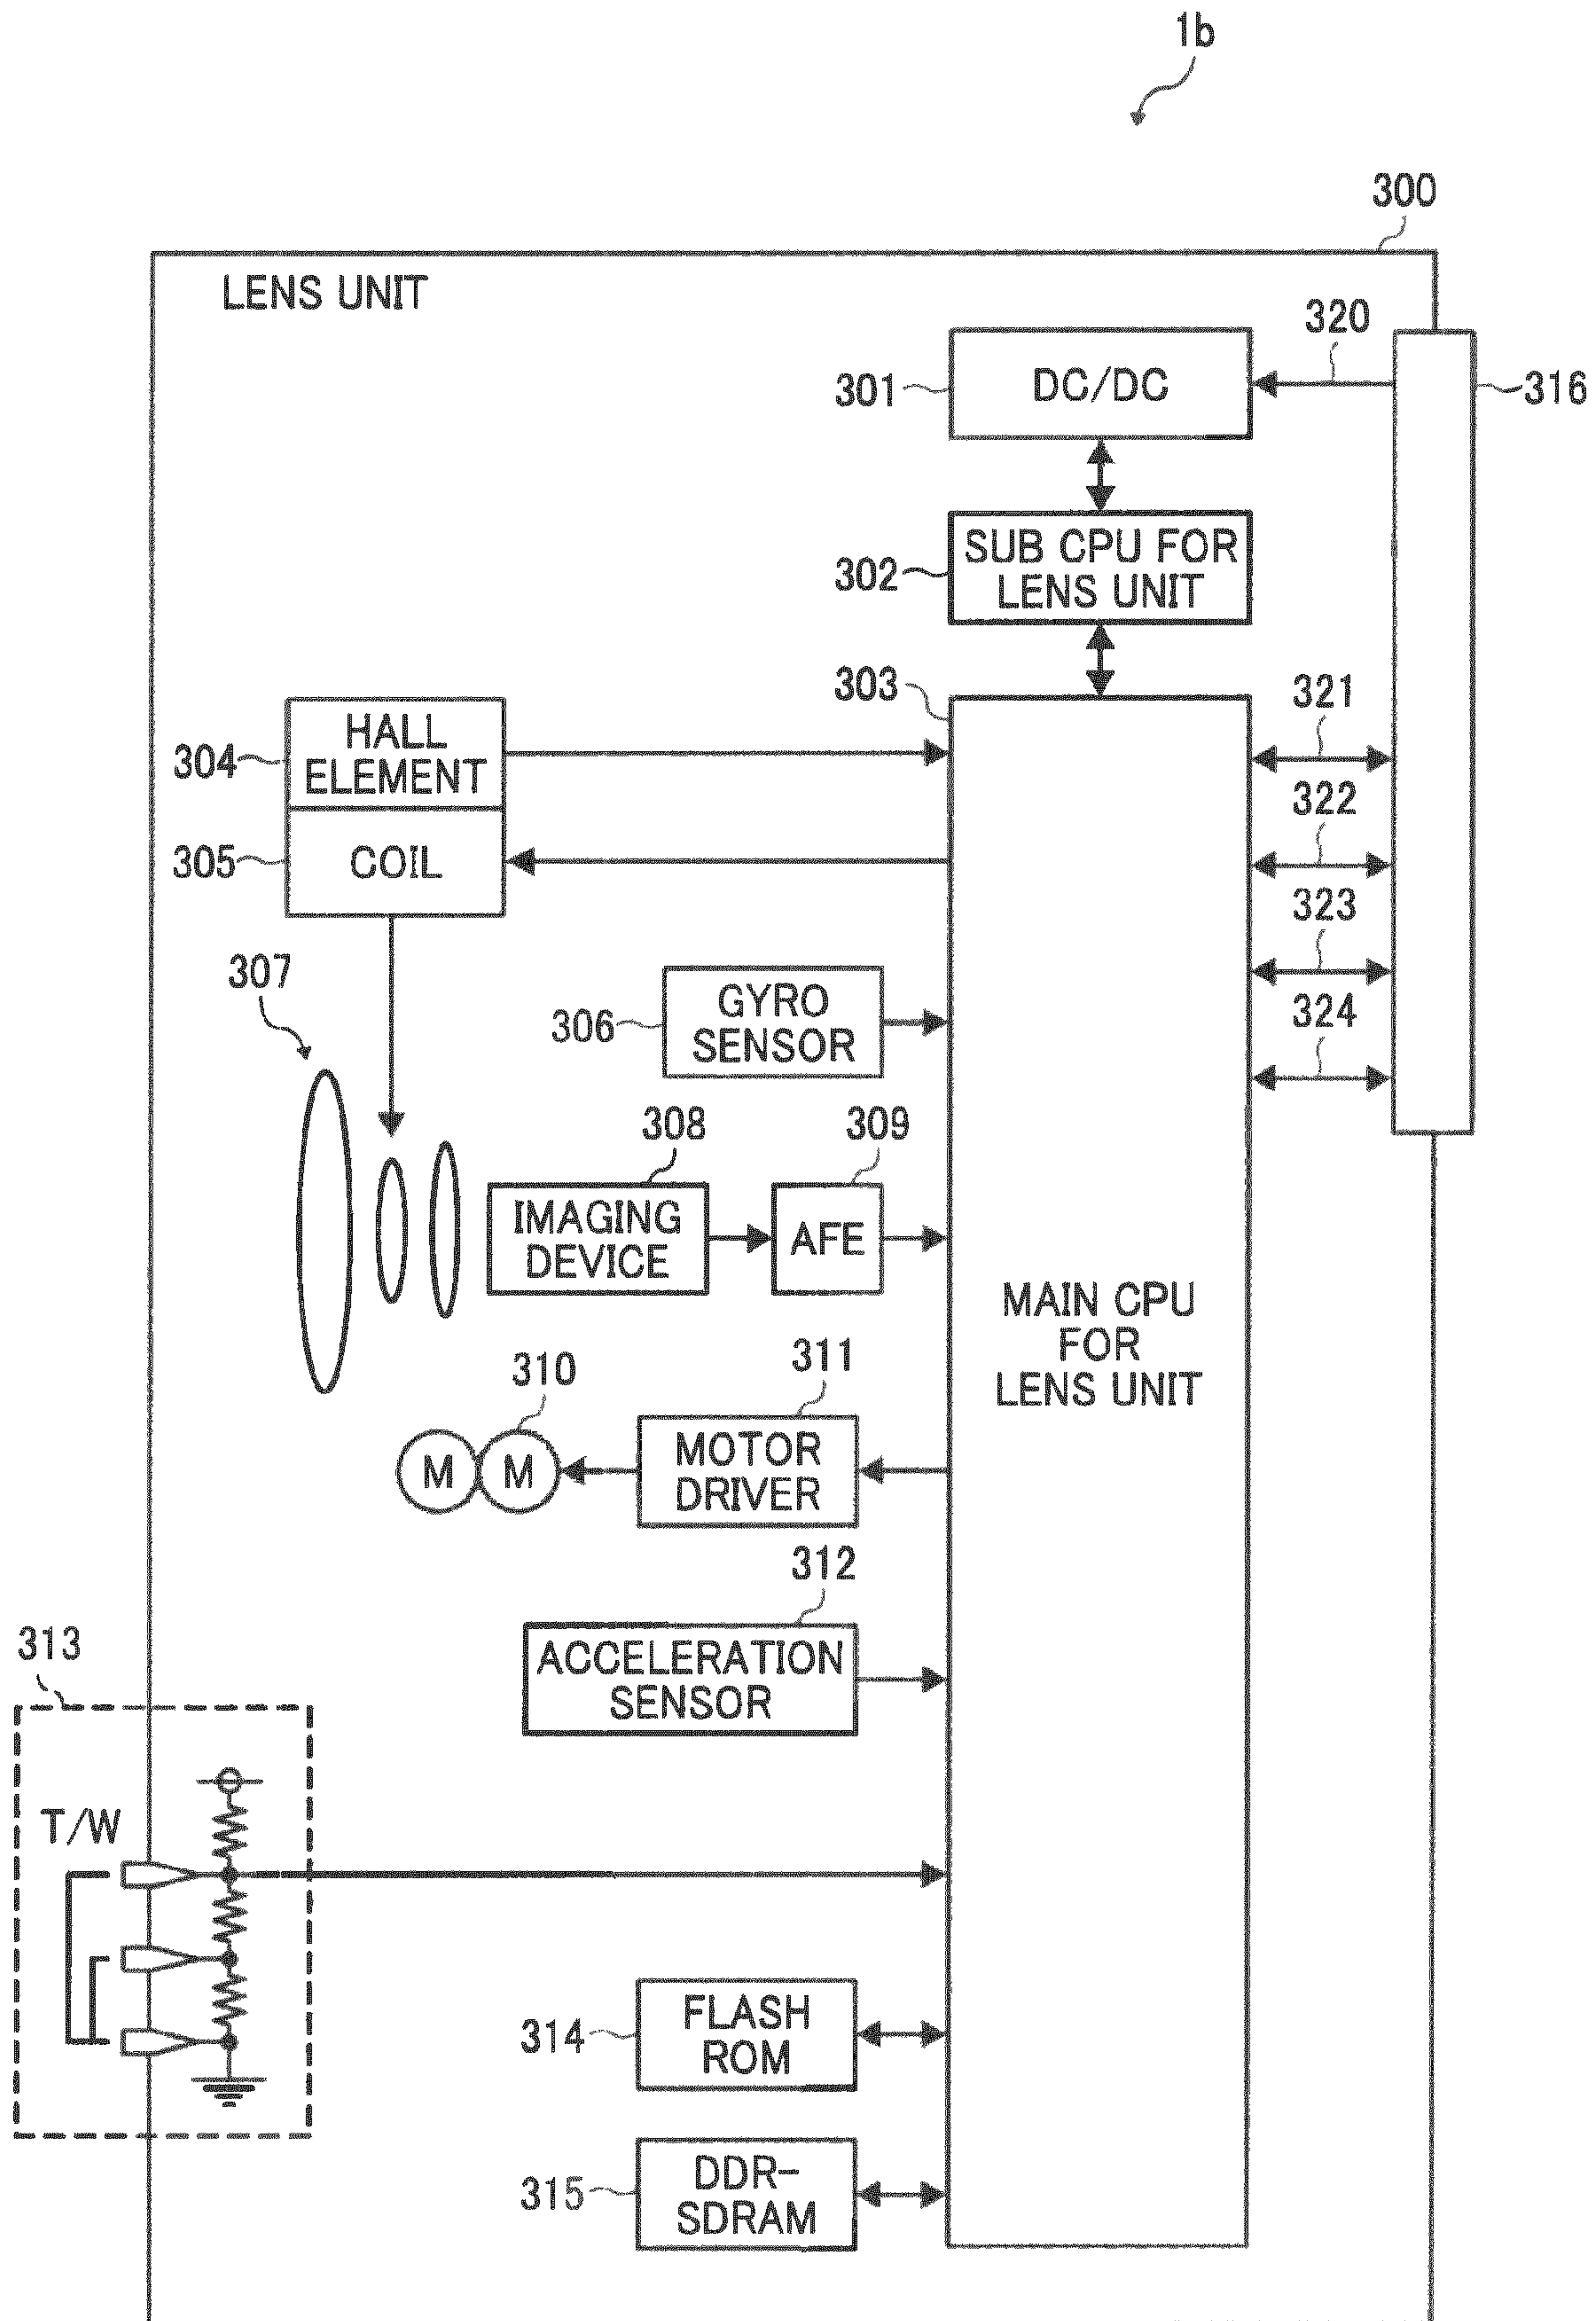 1b
300
LENS UNIT
320
301
DC/DC
316
302
SUB CPU FOR
LENS UNIT
303
321
304
HALL
ELEMENT
322
305
COIL
323
307
306
GYRO
SENSOR
324
308
309
IMAGING
DEVICE
AFE
MAIN CPU
FOR
LENS UNIT
310
311
M
M
MOTOR
DRIVER
312
313
ACCELERATION
SENSOR
T/W
314
FLASH
ROM
315
DDR-
SDRAM